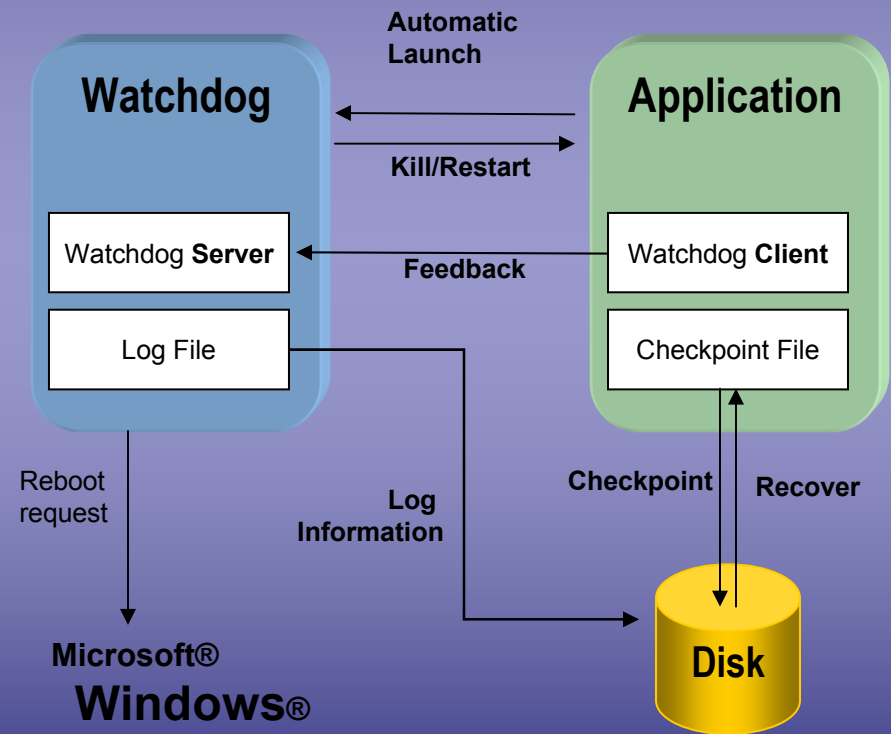 Automatic
Launch
Watchdog
Application
Kill/Restart
Watchdog Server
Feedback
Watchdog Client
Log File
Checkpoint File
Reboot
request
Log
Information
Checkpoint
Recover
Microsoft®
Windows®
Disk